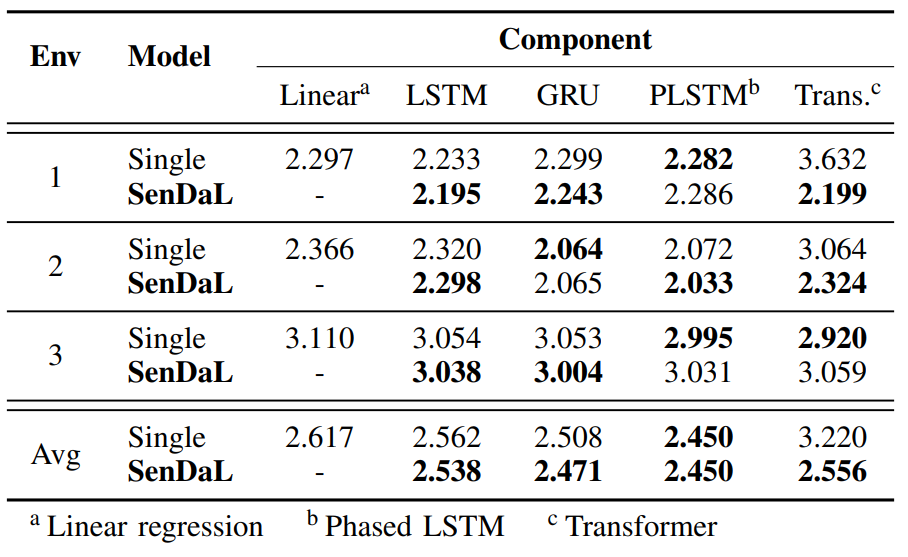 Env Model Component
Linearᵃ LSTM GRU PLSTMᵇ Trans.ᶜ
1 Single 2.297 2.233 2.299 2.282 3.632
SenDaL - 2.195 2.243 2.286 2.199
2 Single 2.366 2.320 2.064 2.072 3.064
SenDaL - 2.298 2.065 2.033 2.324
3 Single 3.110 3.054 3.053 2.995 2.920
SenDaL - 3.038 3.004 3.031 3.059
Avg Single 2.617 2.562 2.508 2.450 3.220
SenDaL - 2.538 2.471 2.450 2.556
ᵃ Linear regression ᵇ Phased LSTM ᶜ Transformer